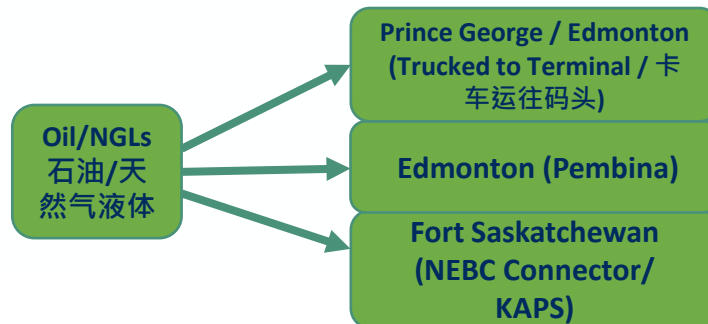 Oil/NGLs
石油/天
然气液体
Prince George / Edmonton
(Trucked to Terminal / 卡
车运往码头)
Edmonton (Pembina)
Fort Saskatchewan
(NEBC Connector/
KAPS)